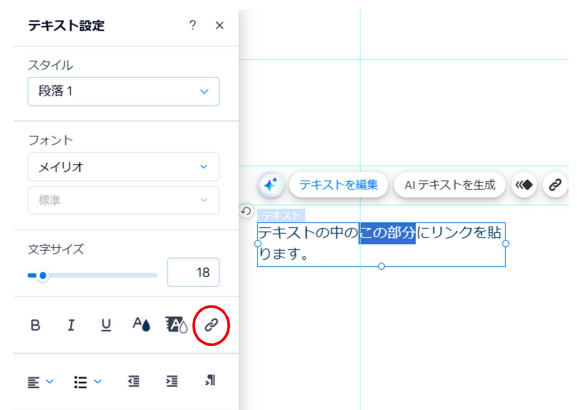 テキスト設定 ? ×
スタイル
段落 1
フォント
メイリオ
標準
文字サイズ
18
B I U A A
テキストを編集
AI テキストを生成
テキスト
テキストの中のこの部分にリンクを貼
ります。